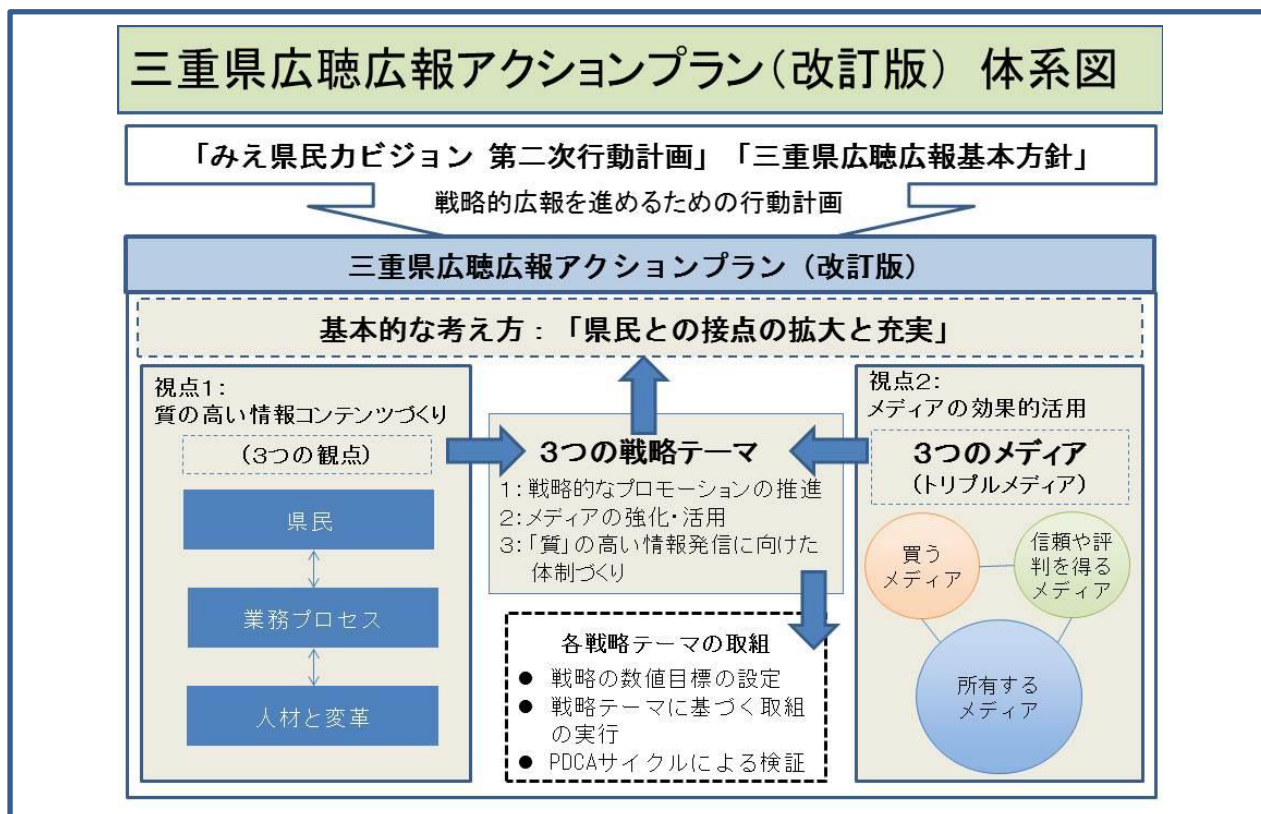 三重県広聴広報アクションプラン(改訂版) 体系図
「みえ県民力ビジョン 第二次行動計画」「三重県広聴広報基本方針」
戦略的広報を進めるための行動計画
三重県広聴広報アクションプラン(改訂版)
基本的な考え方:「県民との接点の拡大と充実」
視点1:
質の高い情報コンテンツづくり
(3つの観点)
県民
業務プロセス
人材と変革
3つの戦略テーマ
1:戦略的なプロモーションの推進
2:メディアの強化・活用
3:「質」の高い情報発信に向けた
体制づくり
各戦略テーマの取組
● 戦略の数値目標の設定
● 戦略テーマに基づく取組
の実行
● PDCAサイクルによる検証
視点2:
メディアの効果的活用
3つのメディア
(トリプルメディア)
買う
メディア
信頼や評
判を得る
メディア
所有する
メディア